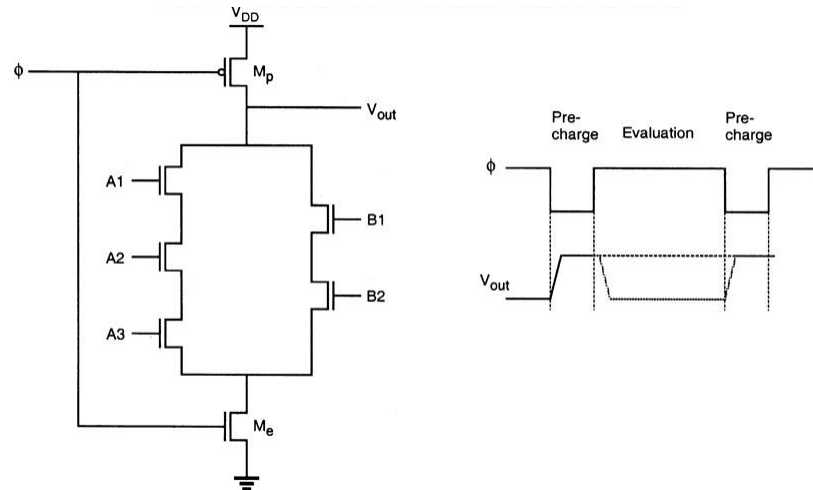 V_DD
ϕ
M_p
V_out
A1
B1
A2
B2
A3
M_e
Pre-
charge
Evaluation
Pre-
charge
ϕ
V_out